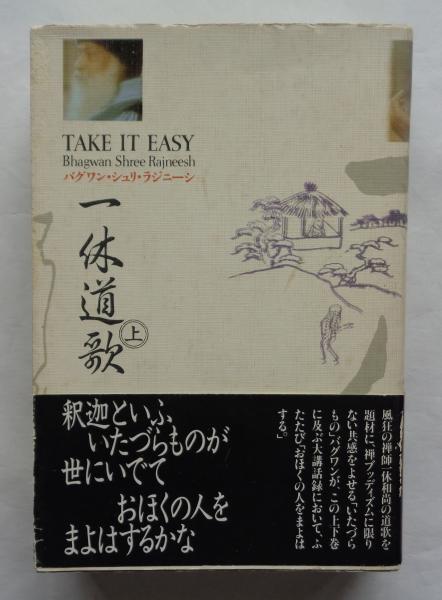 TAKE IT EASY
Bhagwan Shree Rajneesh
バグワン・シュリ・ラジニーシ
一休道歌
上
釈迦といふ
いたづらものが
世にいでて
おほくの人を
まよはするかな
風狂の禅師一休和尚の道歌を
題材に、禅ブッディズムに限り
ない共感をよせる「いたづら
もの」バグワンが、この上下巻
に及ぶ大講話録において、ふ
たたび、“おほくの人をまよは
する。”